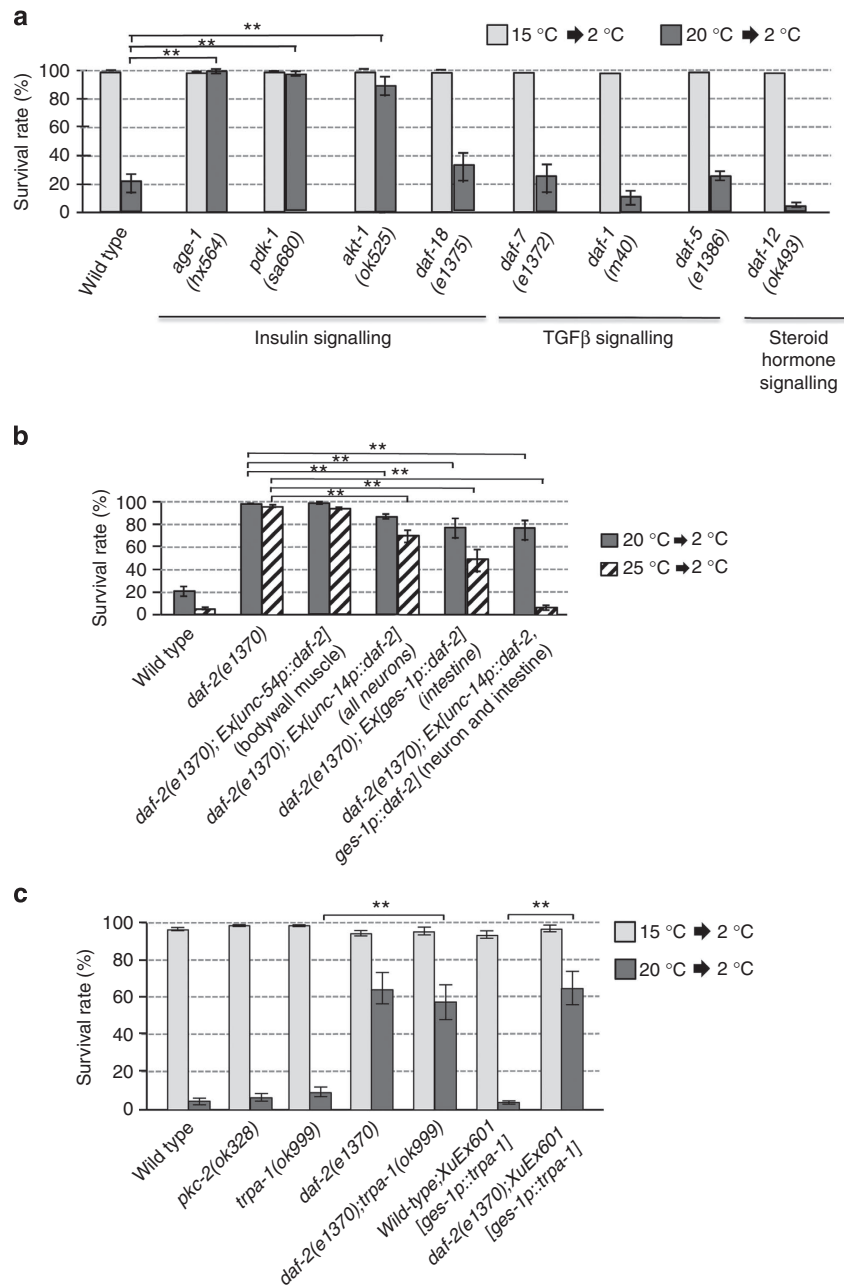 a
**
**
**
15 °C ➡ 2 °C
20 °C ➡ 2 °C
Survival rate (%)
100
80
60
40
20
0
Wild type
age-1
(hx564)
pdk-1
(sa680)
akt-1
(ok525)
daf-18
(e1375)
daf-7
(e1372)
daf-1
(m40)
daf-5
(e1386)
daf-12
(ok493)
Insulin signalling
TGFβ signalling
Steroid
hormone
signalling
b
**
**
**
**
**
**
Survival rate (%)
100
80
60
40
20
0
20 °C ➡ 2 °C
25 °C ➡ 2 °C
Wild type
daf-2(e1370)
daf-2(e1370); Ex[unc-54p::daf-2]
(bodywall muscle)
daf-2(e1370); Ex[unc-14p::daf-2]
(all neurons)
daf-2(e1370); Ex[ges-1p::daf-2]
(intestine)
daf-2(e1370); Ex[unc-14p::daf-2,
ges-1p::daf-2] (neuron and intestine)
c
**
**
Survival rate (%)
100
80
60
40
20
0
15 °C ➡ 2 °C
20 °C ➡ 2 °C
Wild type
pkc-2(ok328)
trpa-1(ok999)
daf-2(e1370)
daf-2(e1370);trpa-1(ok999)
Wild-type;XuEx601
[ges-1p::trpa-1]
daf-2(e1370);XuEx601
[ges-1p::trpa-1]